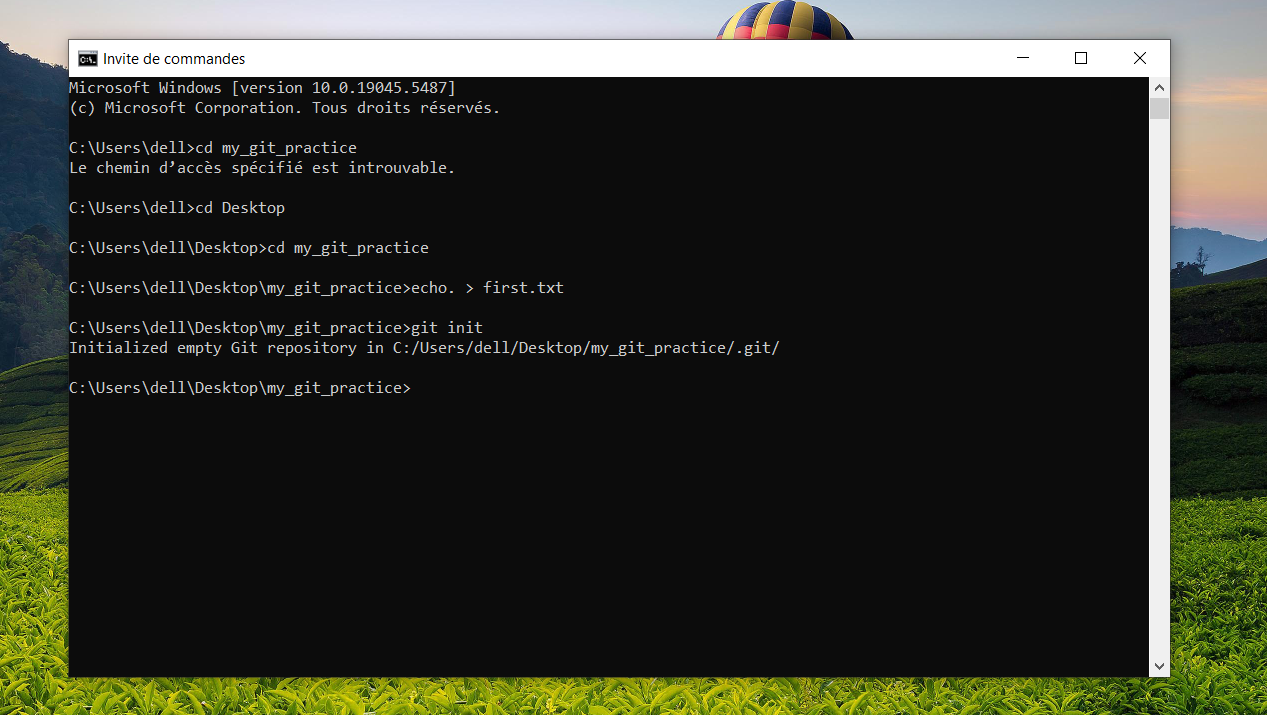 Invite de commandes
Microsoft Windows [version 10.0.19045.5487]
(c) Microsoft Corporation. Tous droits réservés.
C:\Users\dell>cd my_git_practice
Le chemin d’accès spécifié est introuvable.
C:\Users\dell>cd Desktop
C:\Users\dell\Desktop>cd my_git_practice
C:\Users\dell\Desktop\my_git_practice>echo. > first.txt
C:\Users\dell\Desktop\my_git_practice>git init
Initialized empty Git repository in C:/Users/dell/Desktop/my_git_practice/.git/
C:\Users\dell\Desktop\my_git_practice>